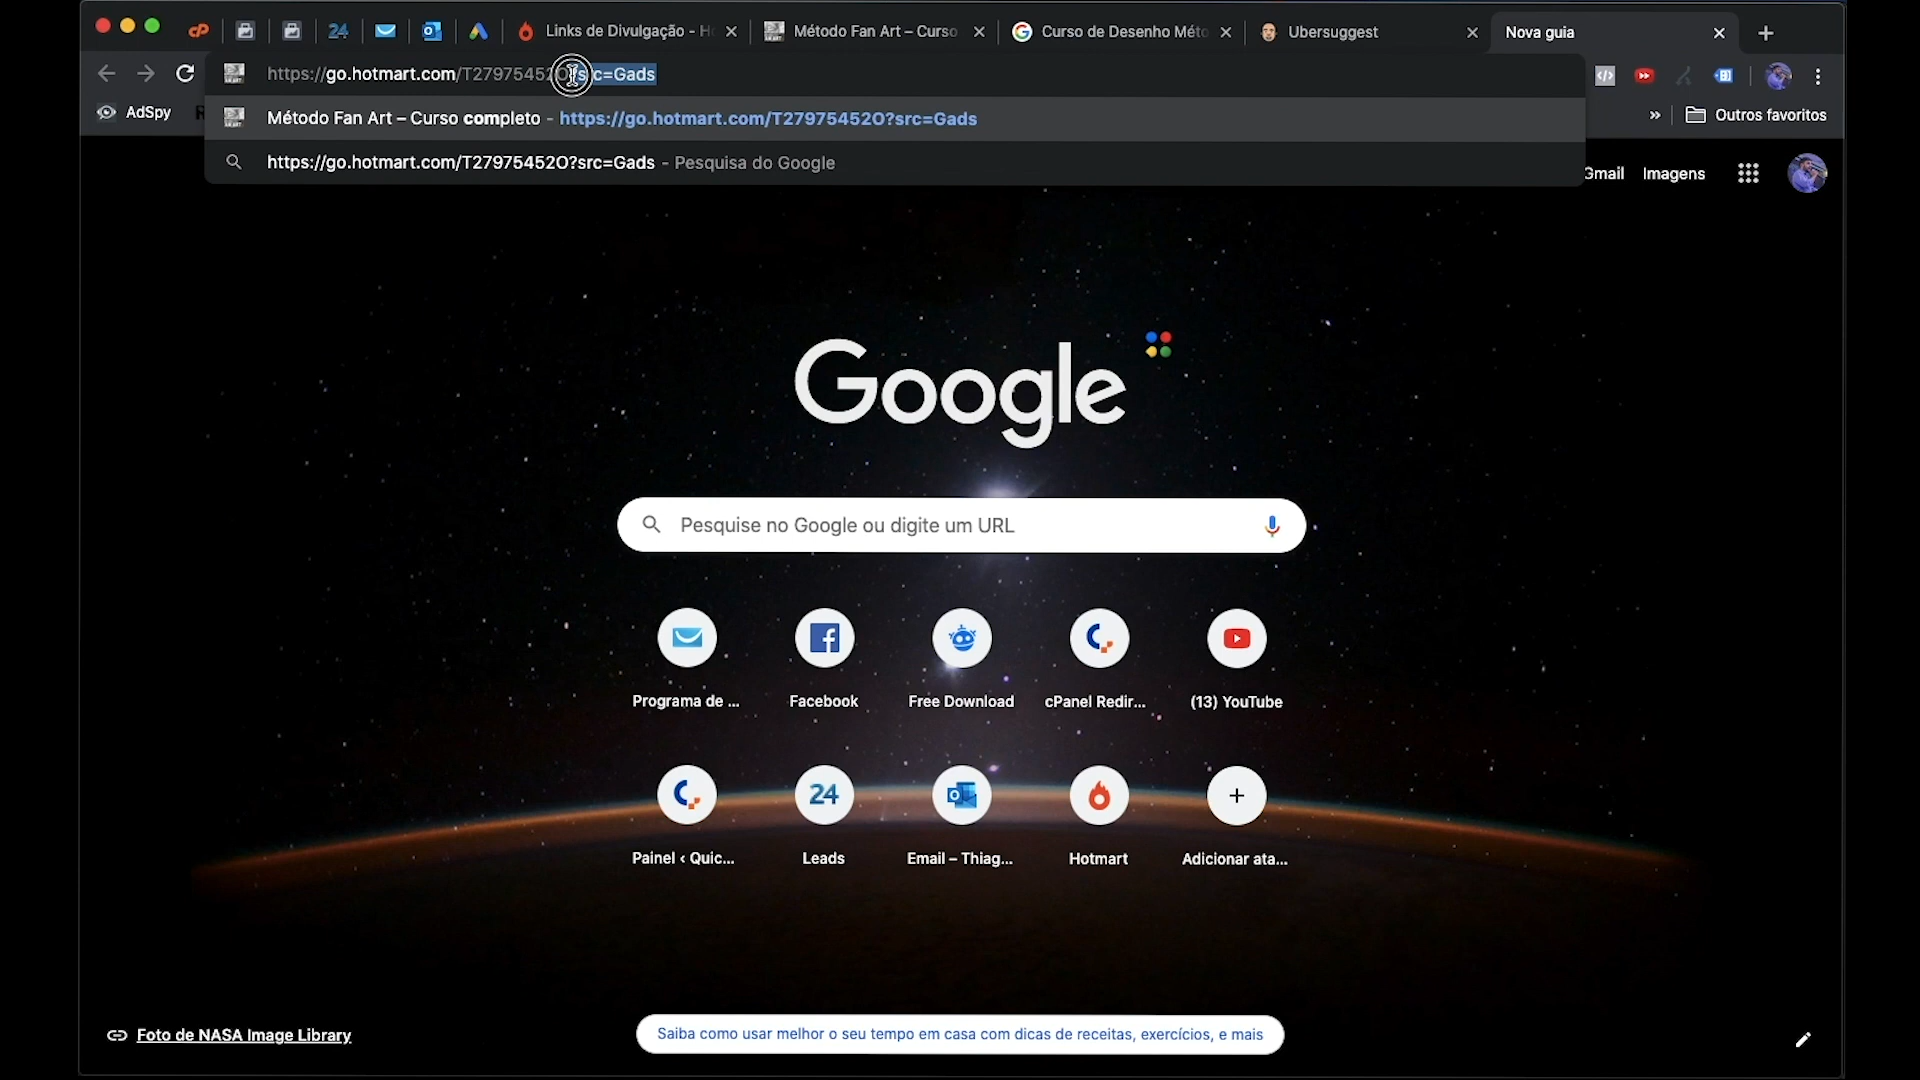 24
Links de Divulgação - H
Método Fan Art – Curso
Curso de Desenho Méto
Ubersuggest
Nova guia
https://go.hotmart.com/T27975452O?src=Gads
AdSpy
Método Fan Art – Curso completo - https://go.hotmart.com/T27975452O?src=Gads
Outros favoritos
https://go.hotmart.com/T27975452O?src=Gads - Pesquisa do Google
Gmail
Imagens
Google
Pesquise no Google ou digite um URL
Programa de ...
Facebook
Free Download
cPanel Redir...
(13) YouTube
24
Painel ‹ Quic...
Leads
Email – Thiag...
Hotmart
Adicionar ata...
Foto de NASA Image Library
Saiba como usar melhor o seu tempo em casa com dicas de receitas, exercícios, e mais